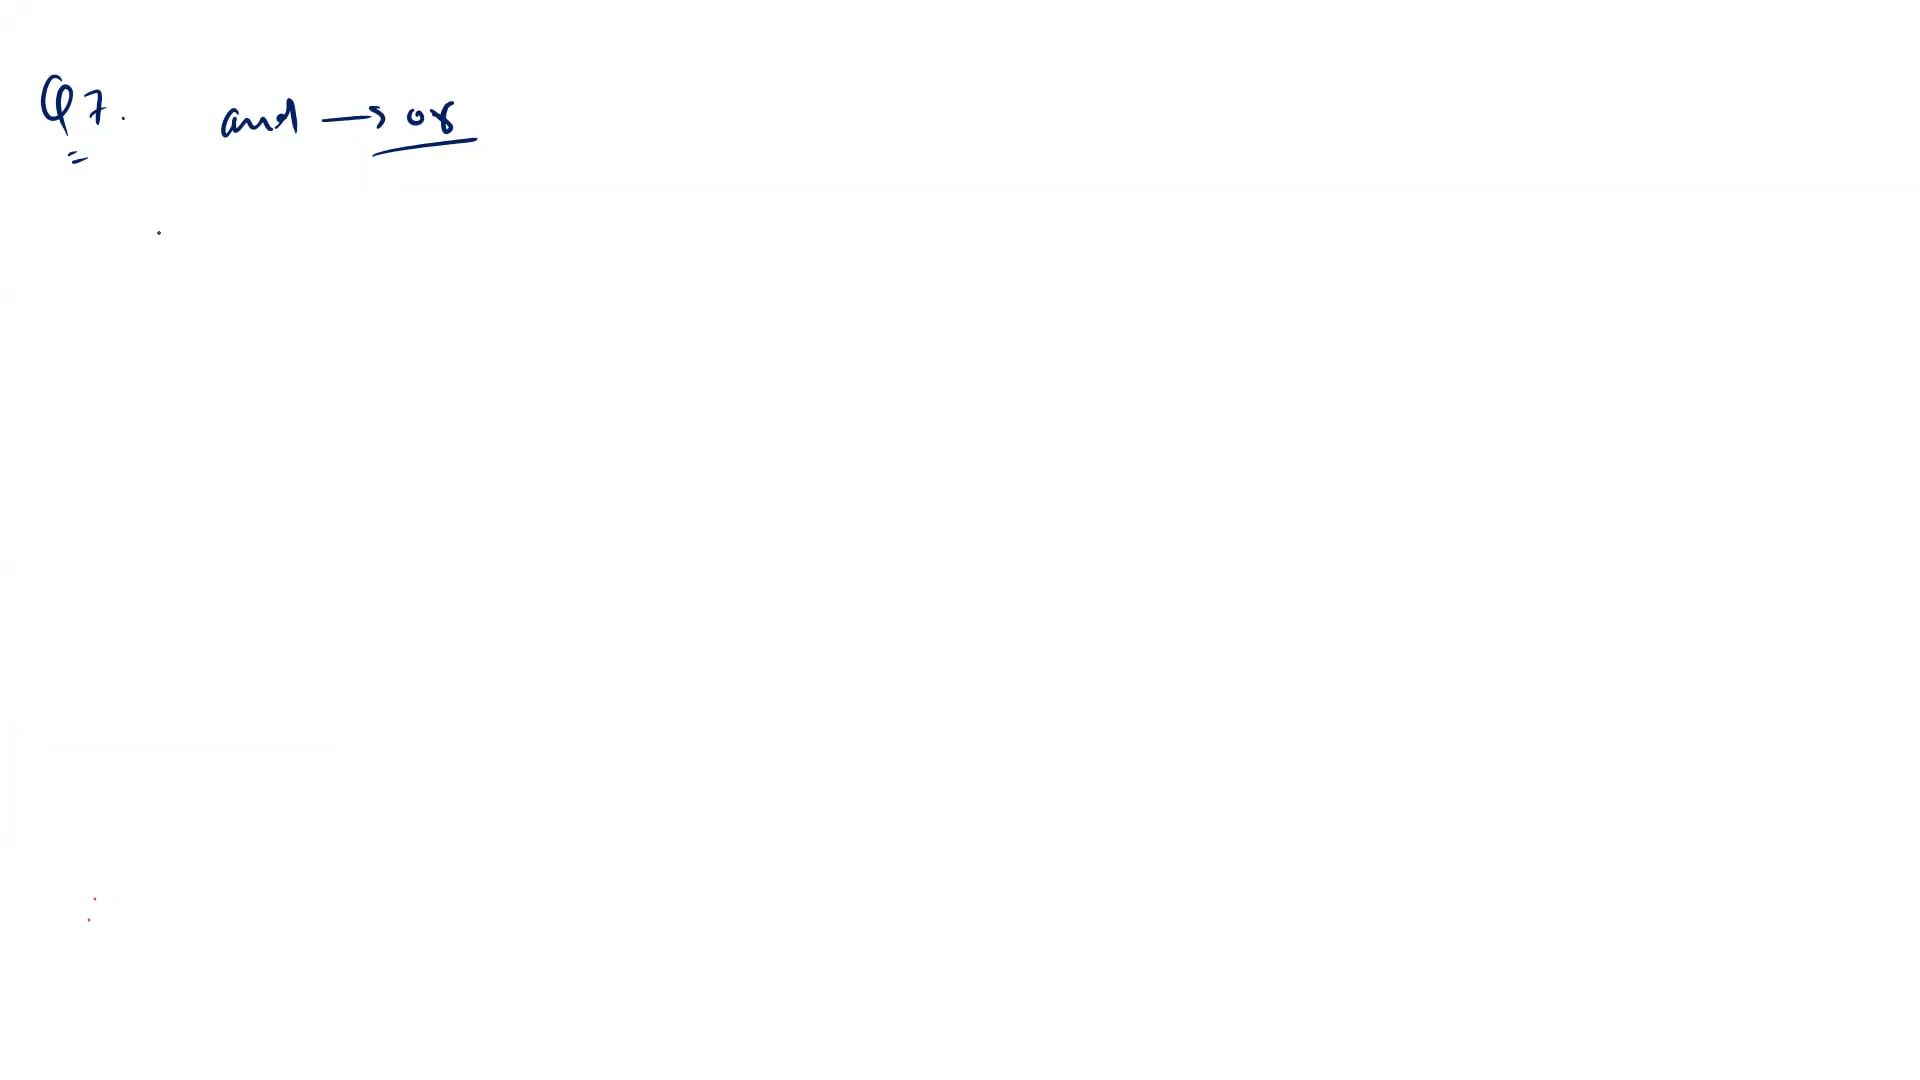 Q7. and → or